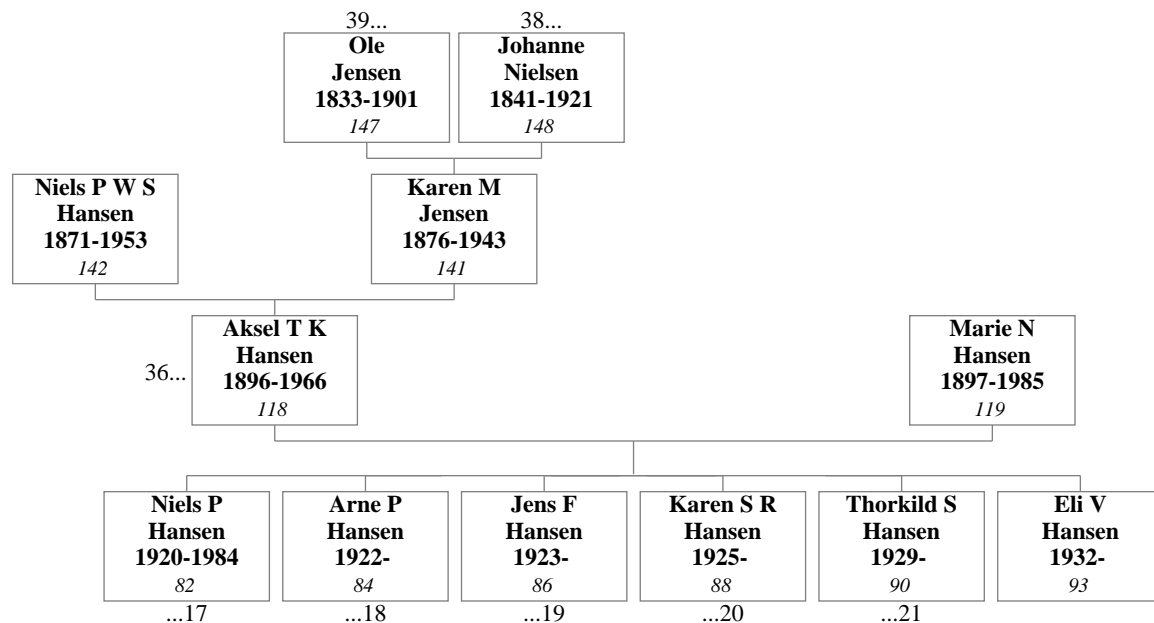 39...
38...
Ole
Jensen
1833-1901
147
Johanne
Nielsen
1841-1921
148
Niels P W S
Hansen
1871-1953
142
Karen M
Jensen
1876-1943
141
36...
Aksel T K
Hansen
1896-1966
118
Marie N
Hansen
1897-1985
119
Niels P
Hansen
1920-1984
82
...17
Arne P
Hansen
1922-
84
...18
Jens F
Hansen
1923-
86
...19
Karen S R
Hansen
1925-
88
...20
Thorkild S
Hansen
1929-
90
...21
Eli V
Hansen
1932-
93